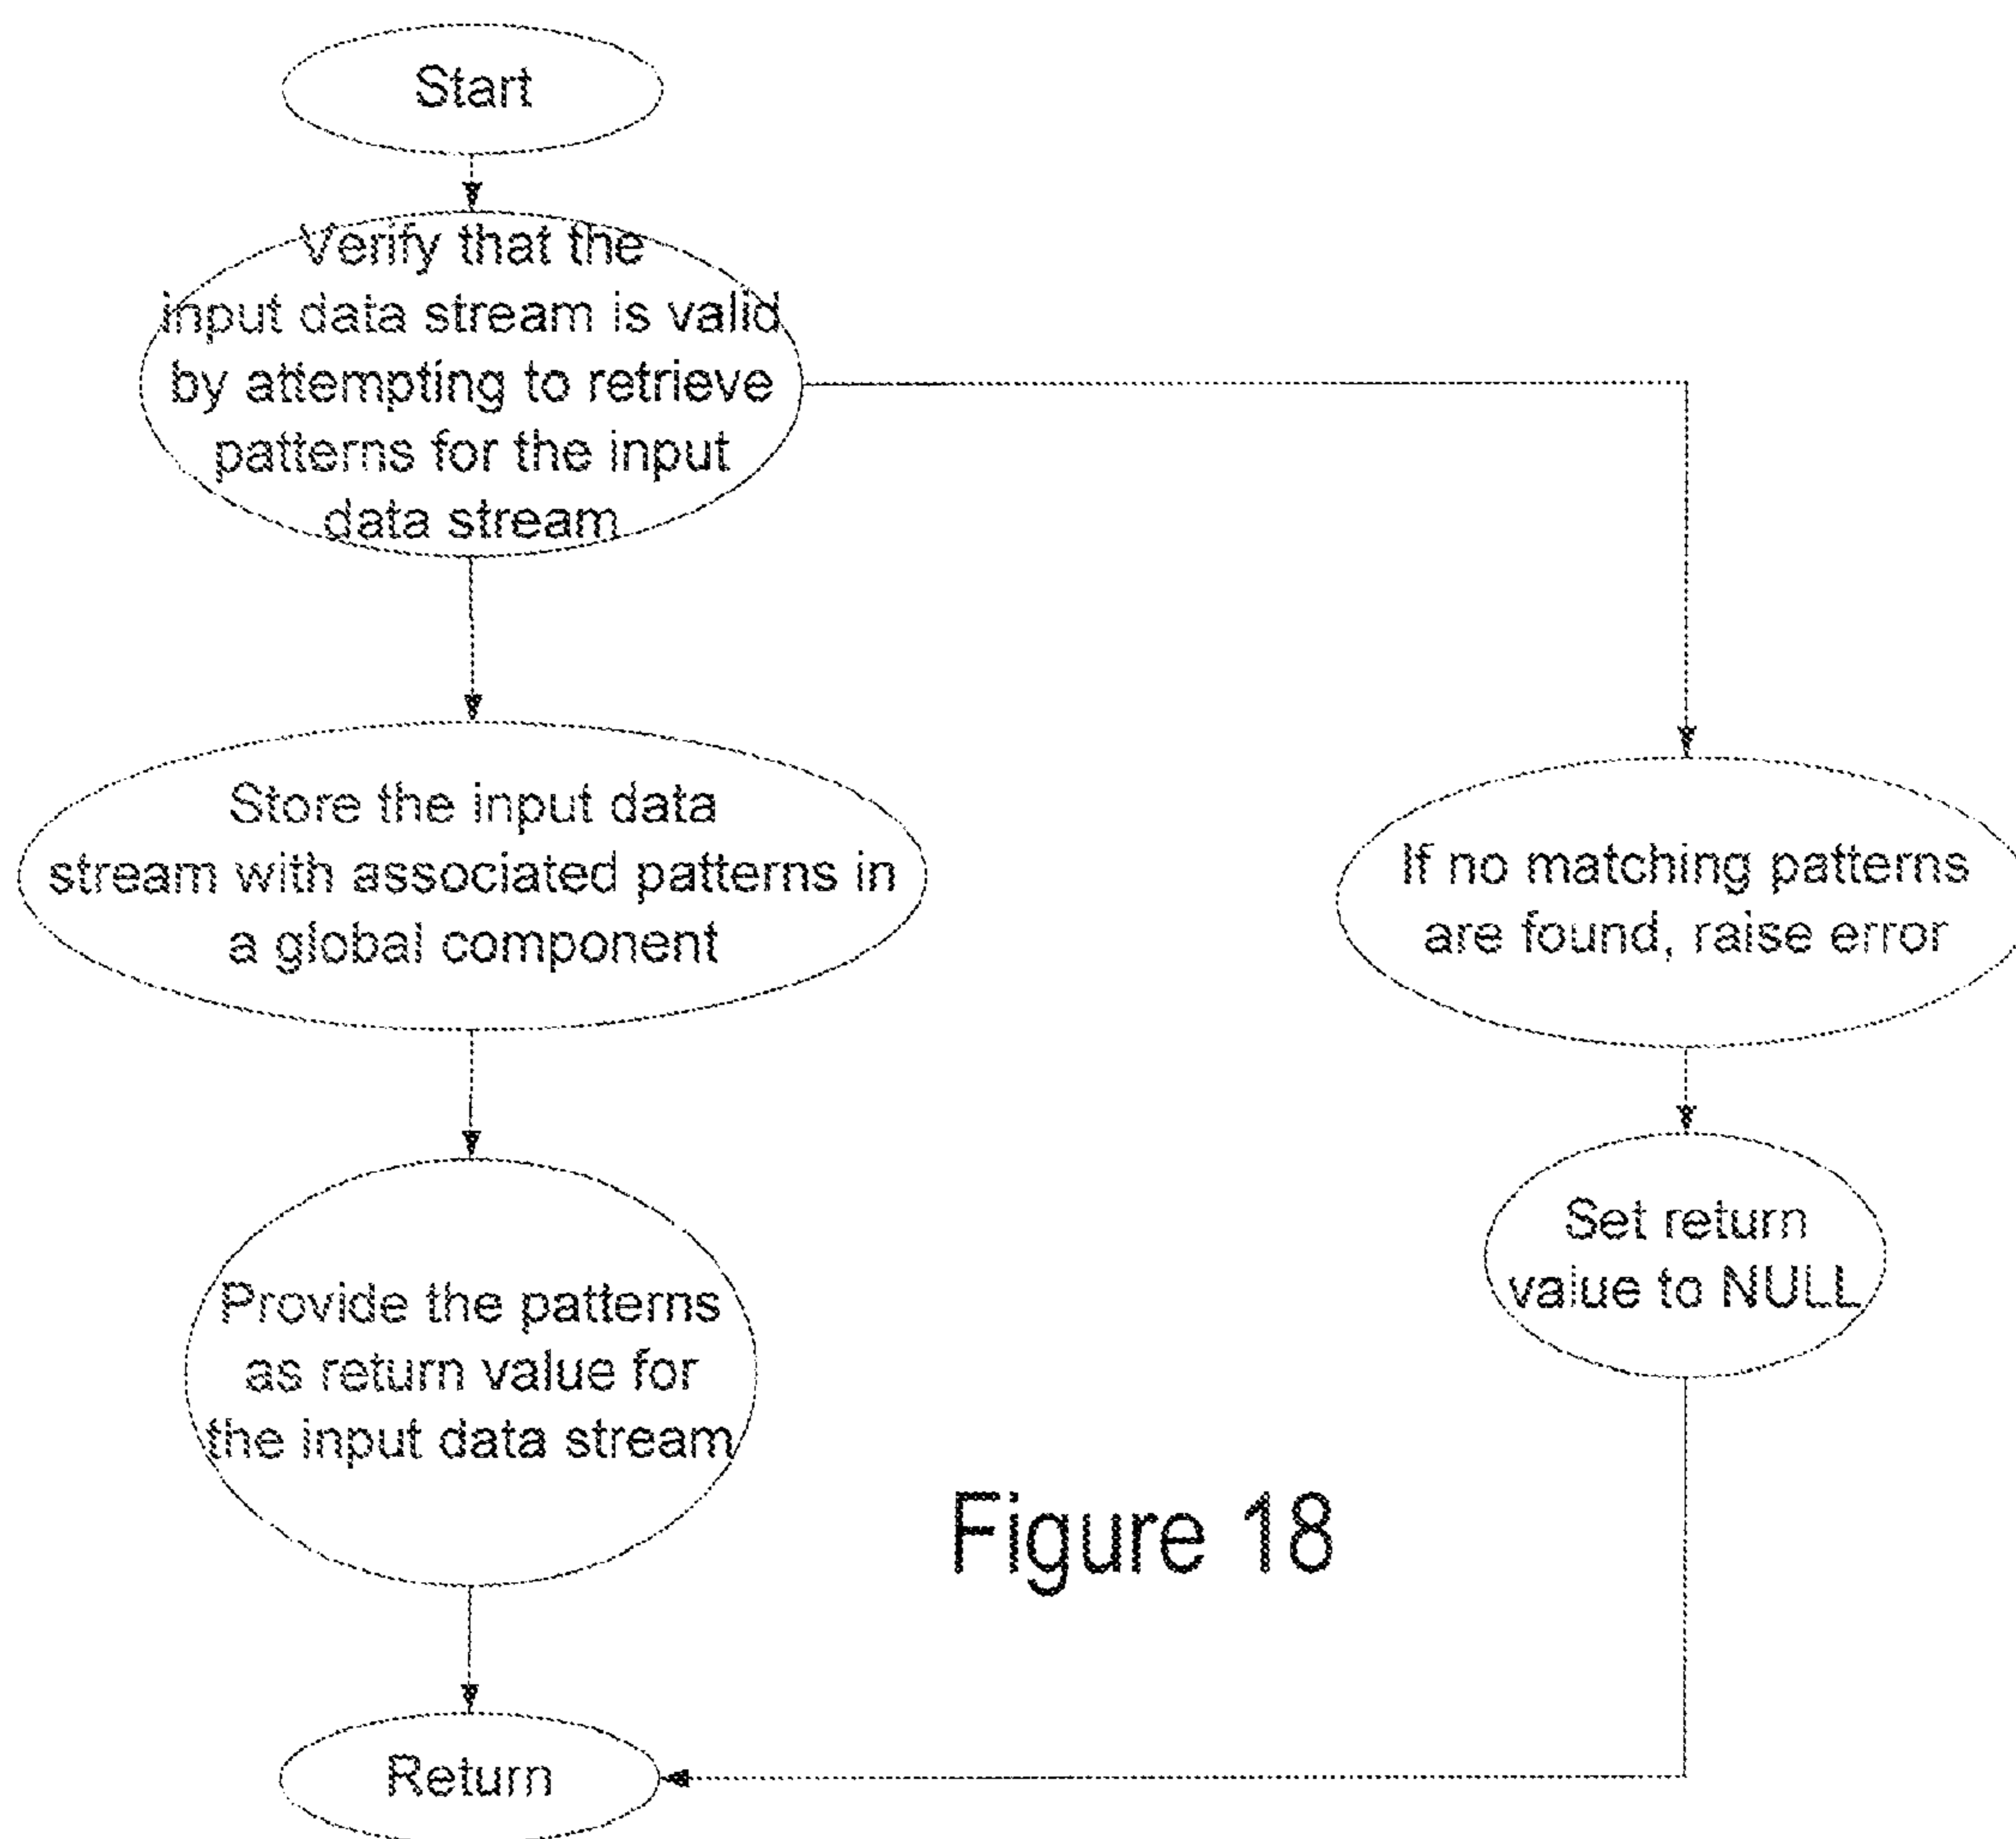 Start
Verify that the
input data stream is valid
by attempting to retrieve
patterns for the input
data stream
Store the input data
stream with associated patterns in
a global component
If no matching patterns
are found, raise error
Set return
value to NULL
Provide the patterns
as return value for
the input data stream
Figure 18
Return